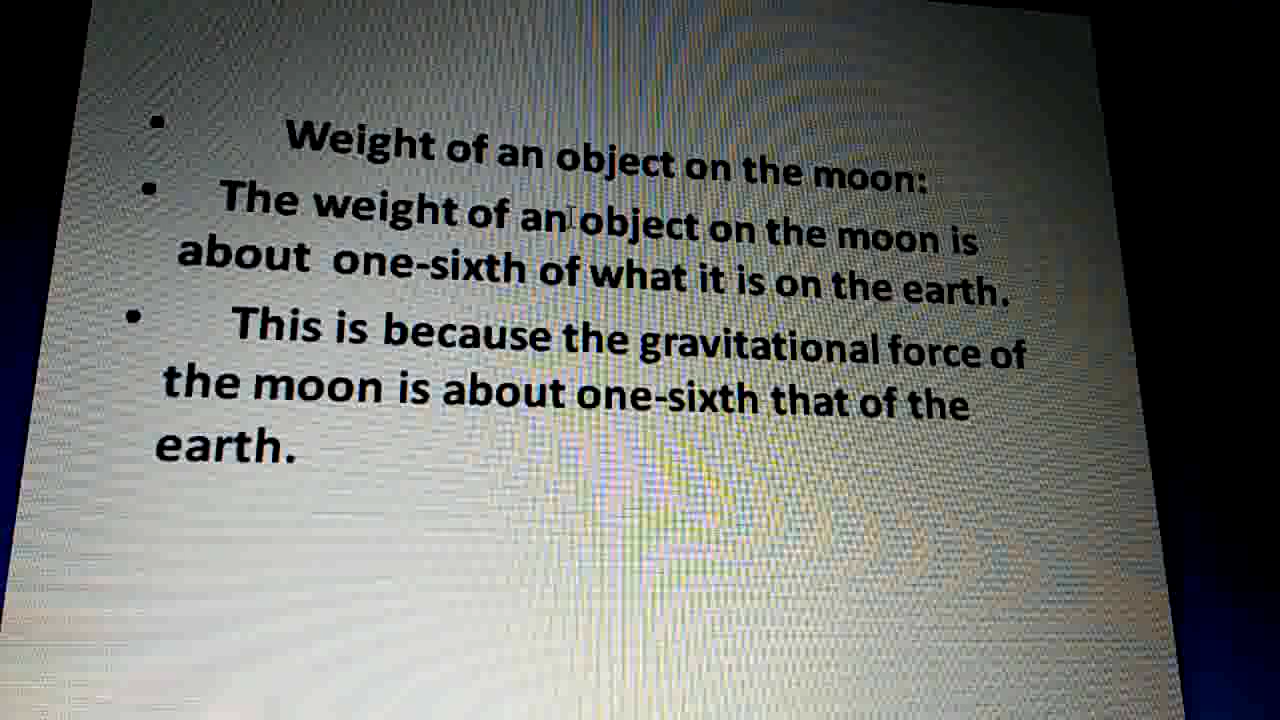 • Weight of an object on the moon:
• The weight of an object on the moon is
about one-sixth of what it is on the earth.
• This is because the gravitational force of
the moon is about one-sixth that of the
earth.